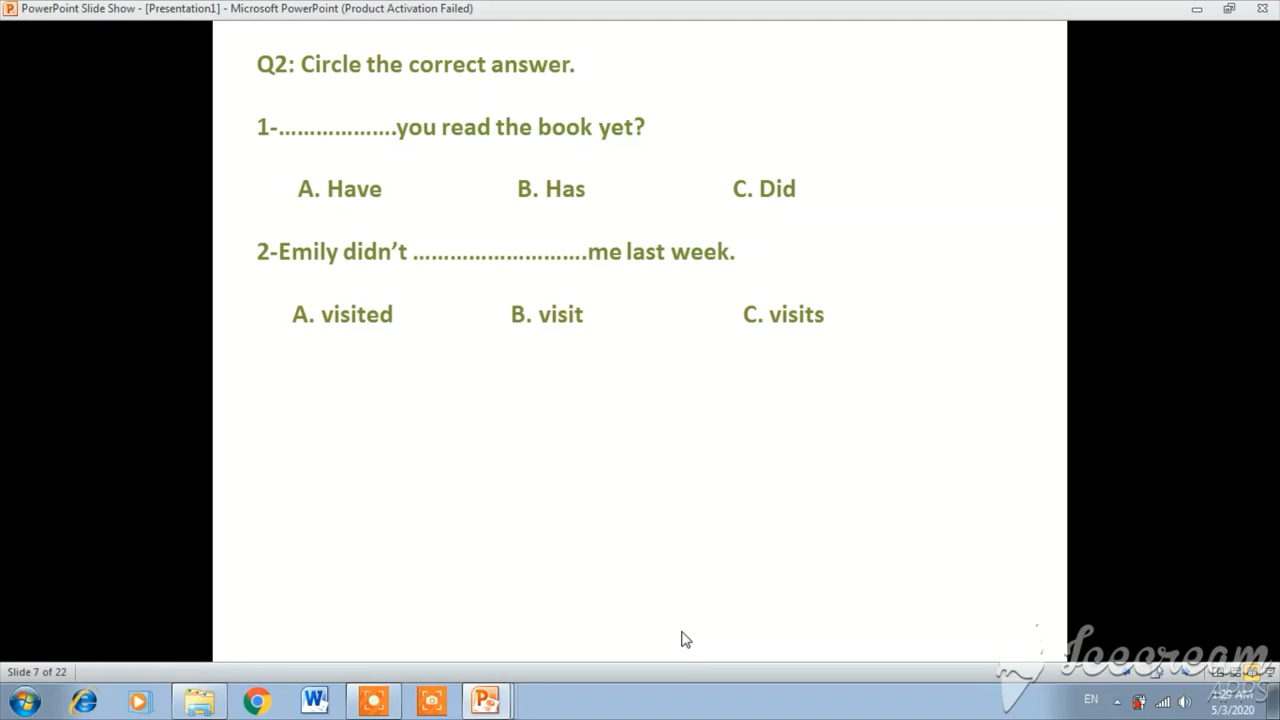 PowerPoint Slide Show - [Presentation1] - Microsoft PowerPoint (Product Activation Failed)
Q2: Circle the correct answer.
1-……………….you read the book yet?
A. Have B. Has C. Did
2-Emily didn’t ……………………….me last week.
A. visited B. visit C. visits
Slide 7 of 22
Icecream
APPS
EN
5/3/2020